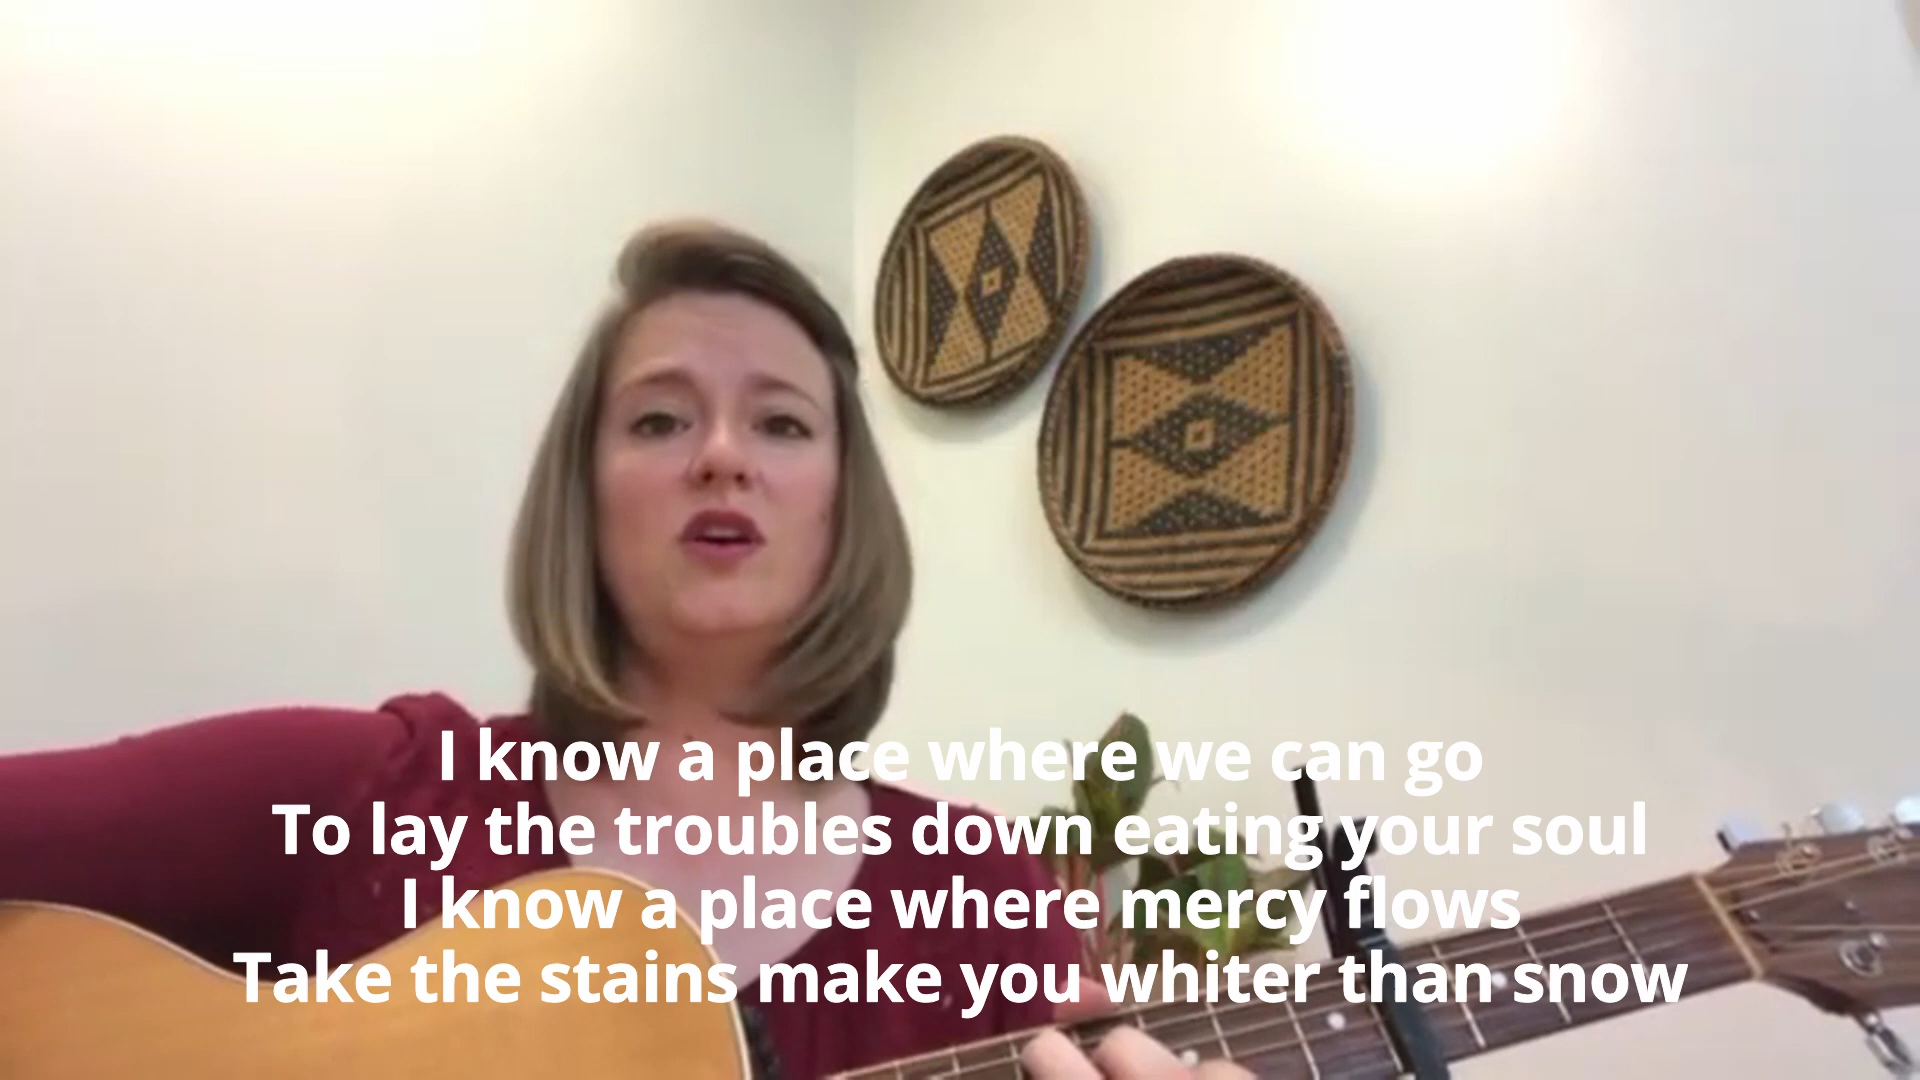 I know a place where we can go
To lay the troubles down eating your soul
I know a place where mercy flows
Take the stains make you whiter than snow